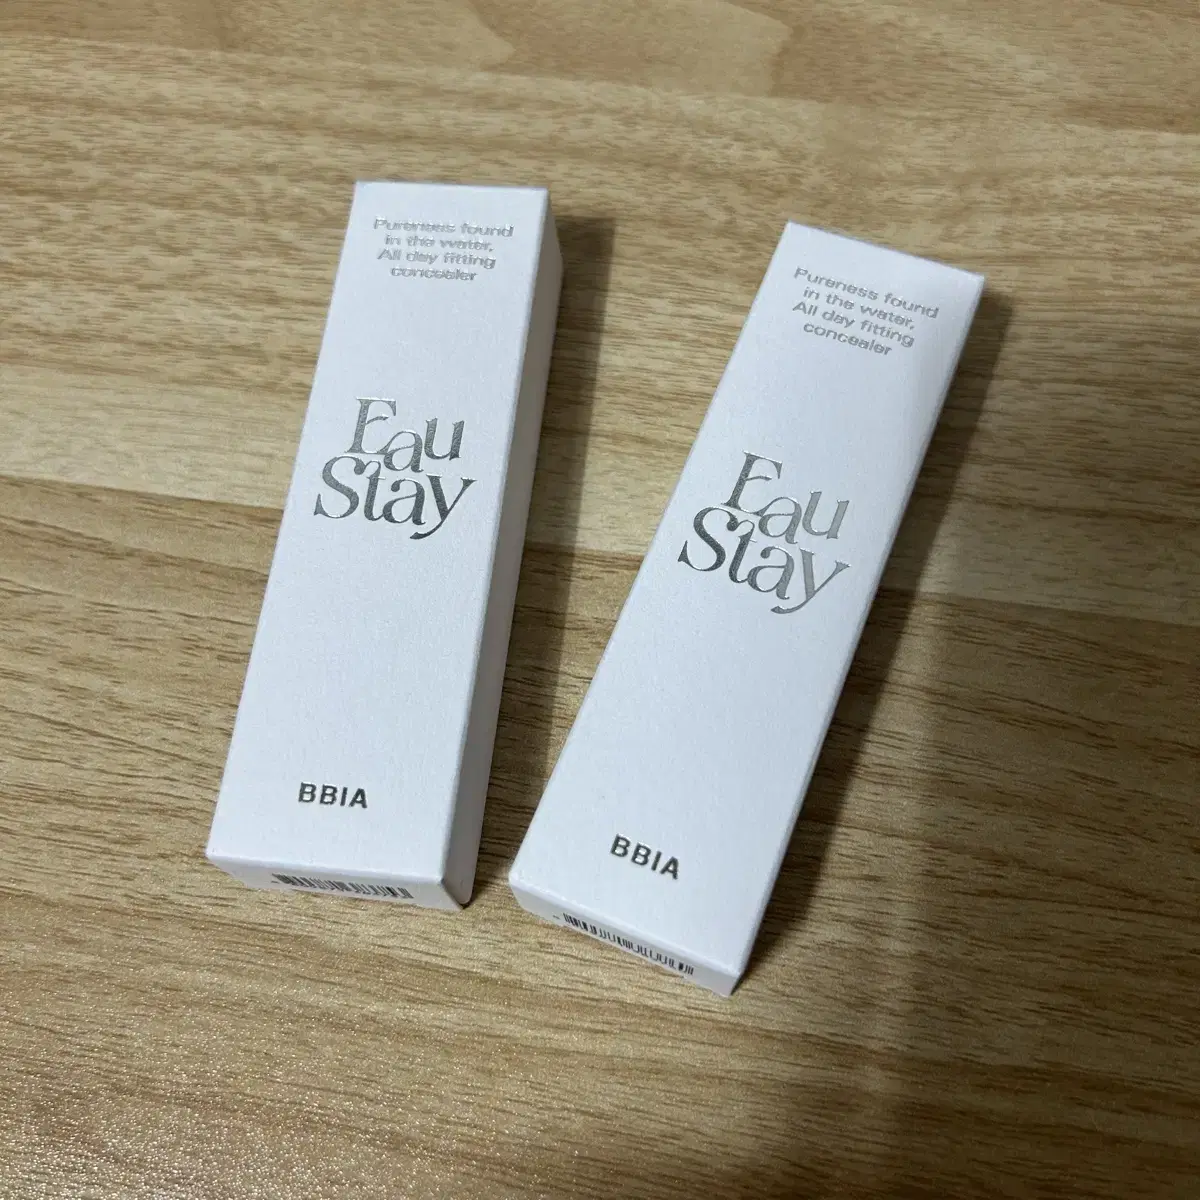 Pureness found
in the water,
All day fitting
concealer
Eau
Stay
BBIA
Pureness found
in the water,
All day fitting
concealer
Eau
Stay
BBIA